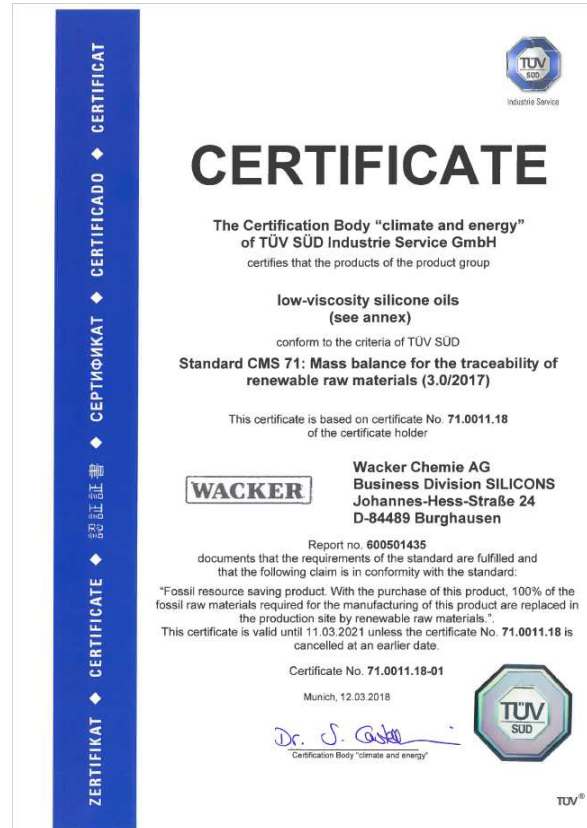 TÜV
SÜD
Industrie Service
CERTIFICATE
The Certification Body “climate and energy”
of TÜV SÜD Industrie Service GmbH
certifies that the products of the product group
low-viscosity silicone oils
(see annex)
conform to the criteria of TÜV SÜD
Standard CMS 71: Mass balance for the traceability of
renewable raw materials (3.0/2017)
This certificate is based on certificate No. 71.0011.18
of the certificate holder
WACKER
Wacker Chemie AG
Business Division SILICONS
Johannes-Hess-Straße 24
D-84489 Burghausen
Report no. 600501435
documents that the requirements of the standard are fulfilled and
that the following claim is in conformity with the standard:
“Fossil resource saving product. With the purchase of this product, 100% of the
fossil raw materials required for the manufacturing of this product are replaced in
the production site by renewable raw materials.”.
This certificate is valid until 11.03.2021 unless the certificate No. 71.0011.18 is
cancelled at an earlier date.
Certificate No. 71.0011.18-01
Munich, 12.03.2018
Dr. S.
Certification Body “climate and energy”
TÜV
SÜD
TÜV®
ZERTIFIKAT ◆ CERTIFICATE ◆ 認証証書 ◆ СЕРТИФИКАТ ◆ CERTIFICADO ◆ CERTIFICAT